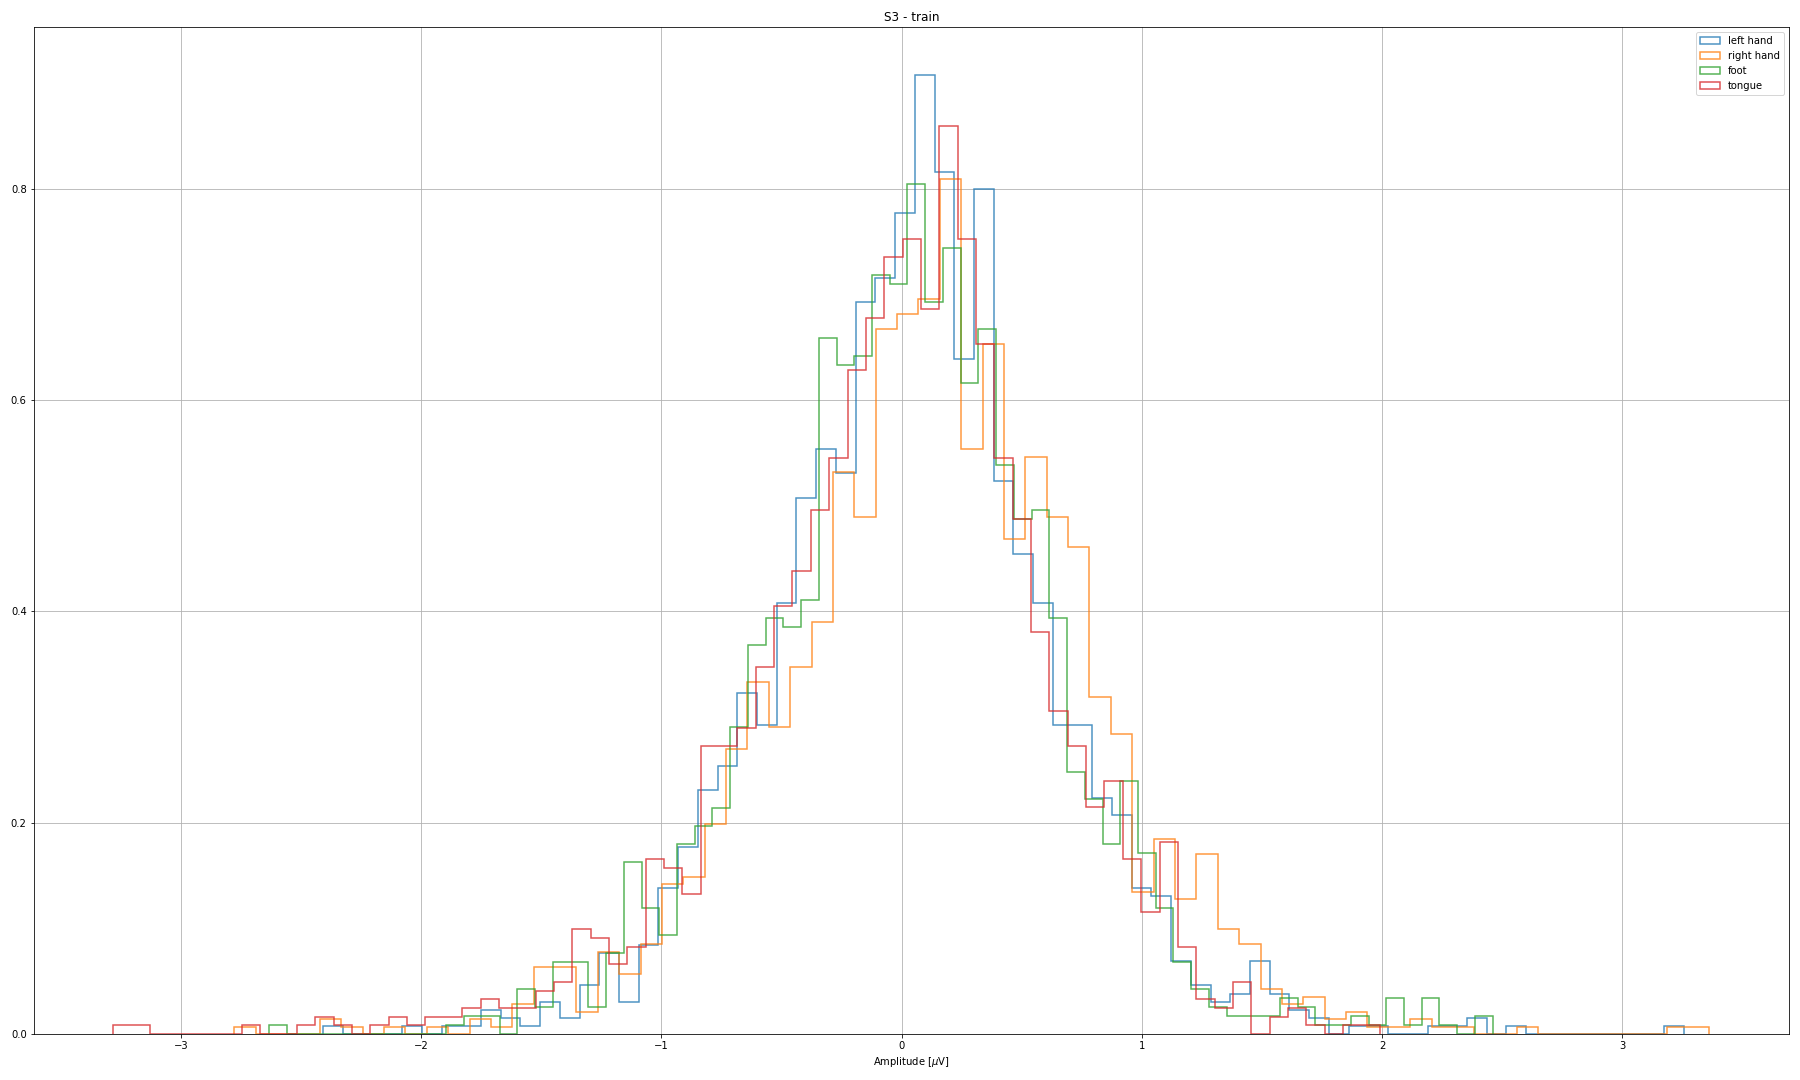 S3 - train
left hand
right hand
foot
tongue
0.8
0.6
0.4
0.2
0.0
−3 −2 −1 0 1 2 3
Amplitude [μV]